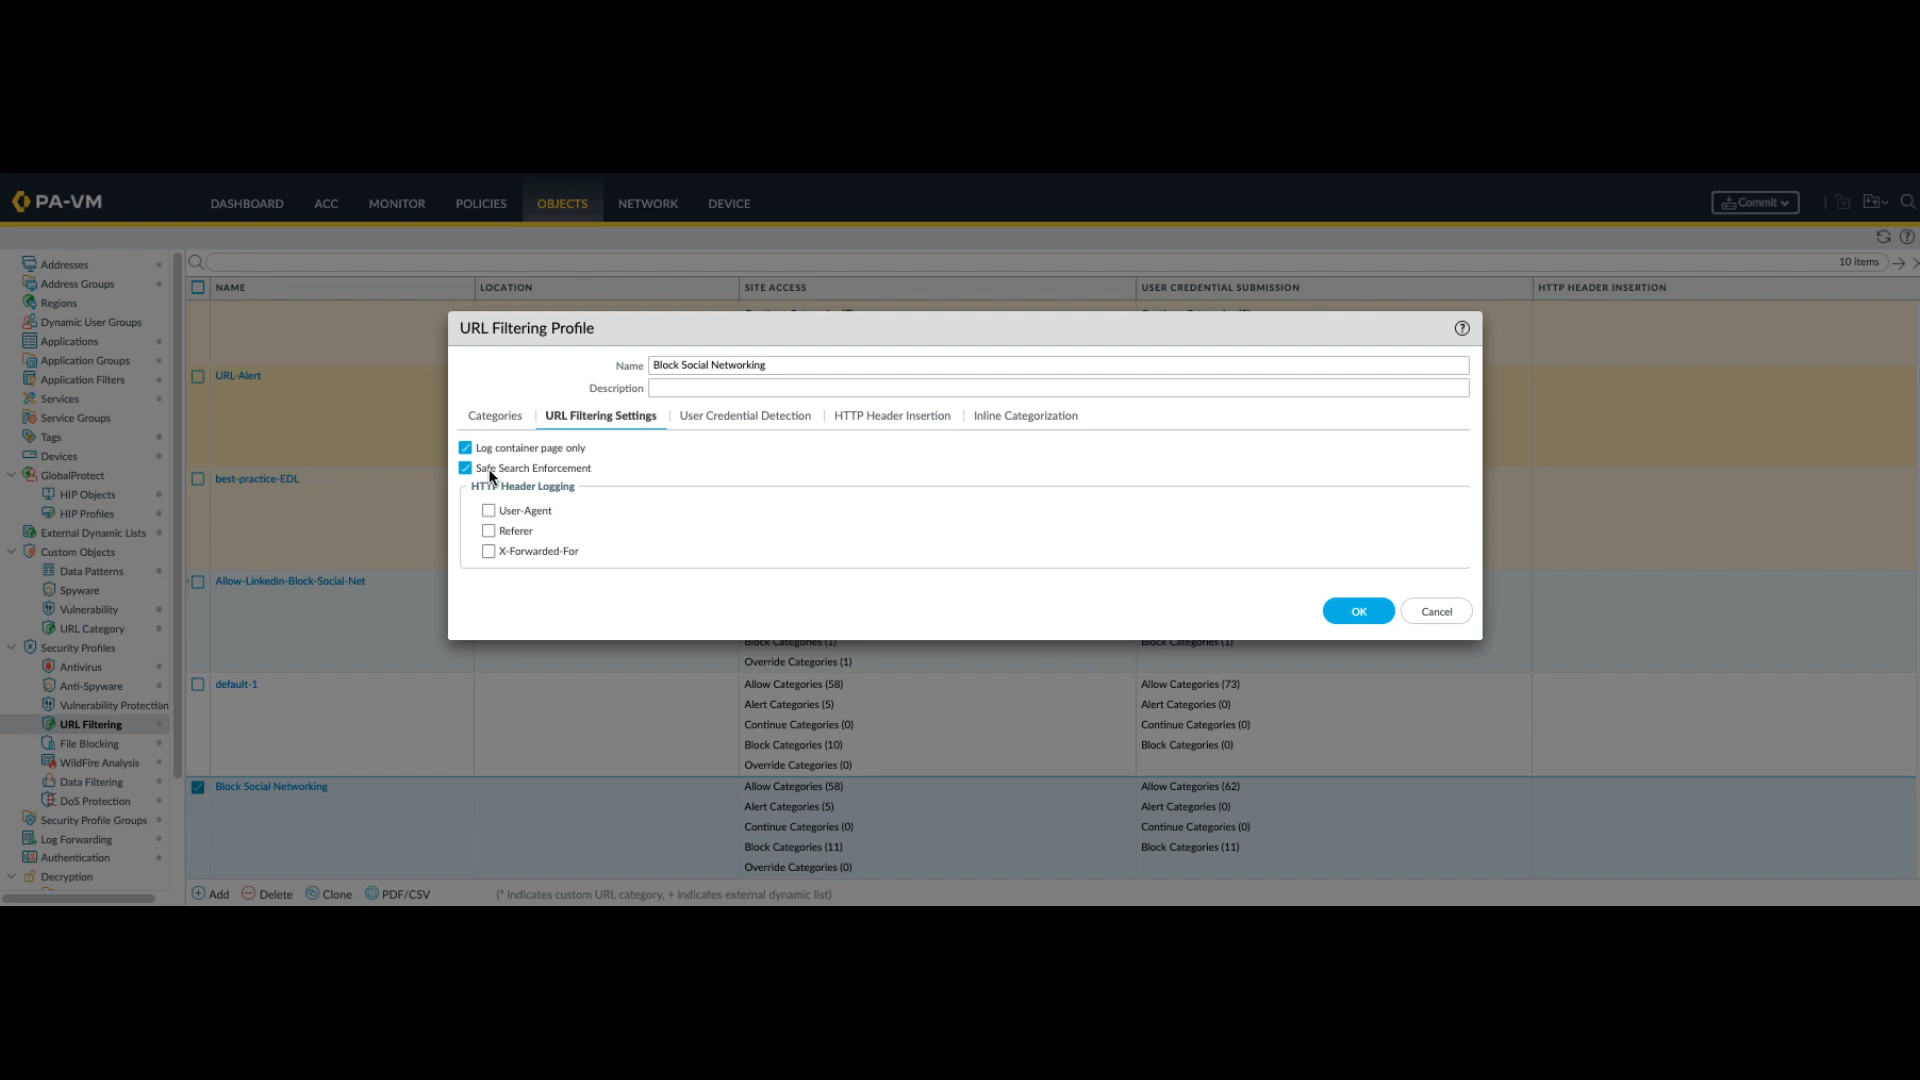 PA-VM
DASHBOARD ACC MONITOR POLICIES OBJECTS NETWORK DEVICE
Commit
10 items
Addresses
Address Groups
Regions
Dynamic User Groups
Applications
Application Groups
Application Filters
Services
Service Groups
Tags
Devices
GlobalProtect
HIP Objects
HIP Profiles
External Dynamic Lists
Custom Objects
Data Patterns
Spyware
Vulnerability
URL Category
Security Profiles
Antivirus
Anti-Spyware
Vulnerability Protection
URL Filtering
File Blocking
WildFire Analysis
Data Filtering
DoS Protection
Security Profile Groups
Log Forwarding
Authentication
Decryption
NAME LOCATION SITE ACCESS USER CREDENTIAL SUBMISSION HTTP HEADER INSERTION
URL-Alert
best-practice-EDL
Allow-Linkedin-Block-Social-Net
Block Categories (1) Block Categories (1)
Override Categories (1)
default-1 Allow Categories (58) Allow Categories (73)
Alert Categories (5) Alert Categories (0)
Continue Categories (0) Continue Categories (0)
Block Categories (10) Block Categories (0)
Override Categories (0)
Block Social Networking Allow Categories (58) Allow Categories (62)
Alert Categories (5) Alert Categories (0)
Continue Categories (0) Continue Categories (0)
Block Categories (11) Block Categories (11)
Override Categories (0)
Add Delete Clone PDF/CSV (* indicates custom URL category, + indicates external dynamic list)
URL Filtering Profile
Name Block Social Networking
Description
Categories URL Filtering Settings User Credential Detection HTTP Header Insertion Inline Categorization
Log container page only
Safe Search Enforcement
HTTP Header Logging
User-Agent
Referer
X-Forwarded-For
OK Cancel